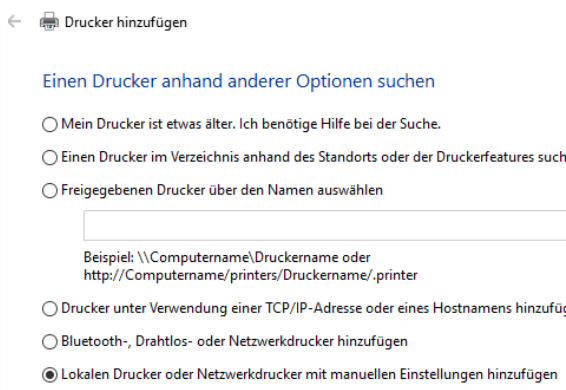 Drucker hinzufügen
Einen Drucker anhand anderer Optionen suchen
Mein Drucker ist etwas älter. Ich benötige Hilfe bei der Suche.
Einen Drucker im Verzeichnis anhand des Standorts oder der Druckerfeatures such
Freigegebenen Drucker über den Namen auswählen
Beispiel: \\Computername\Druckername oder
http://Computername/printers/Druckername/.printer
Drucker unter Verwendung einer TCP/IP-Adresse oder eines Hostnamens hinzufüg
Bluetooth-, Drahtlos- oder Netzwerkdrucker hinzufügen
Lokalen Drucker oder Netzwerkdrucker mit manuellen Einstellungen hinzufügen